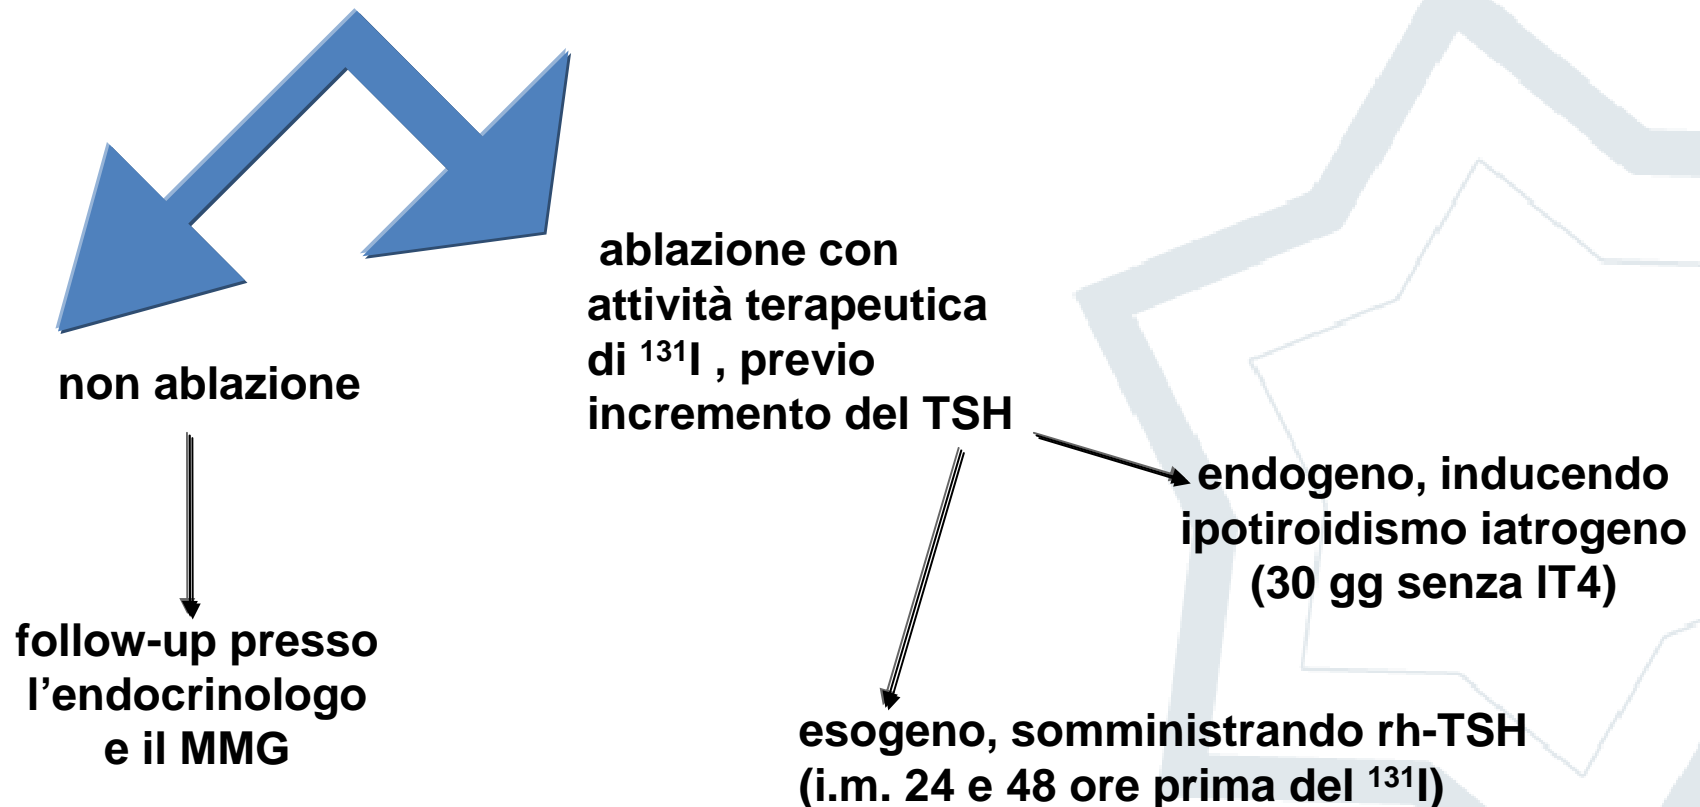 non ablazione
follow-up presso
l’endocrinologo
e il MMG
ablazione con
attività terapeutica
di ¹³¹I , previo
incremento del TSH
endogeno, inducendo
ipotiroidismo iatrogeno
(30 gg senza lT4)
esogeno, somministrando rh-TSH
(i.m. 24 e 48 ore prima del ¹³¹I)